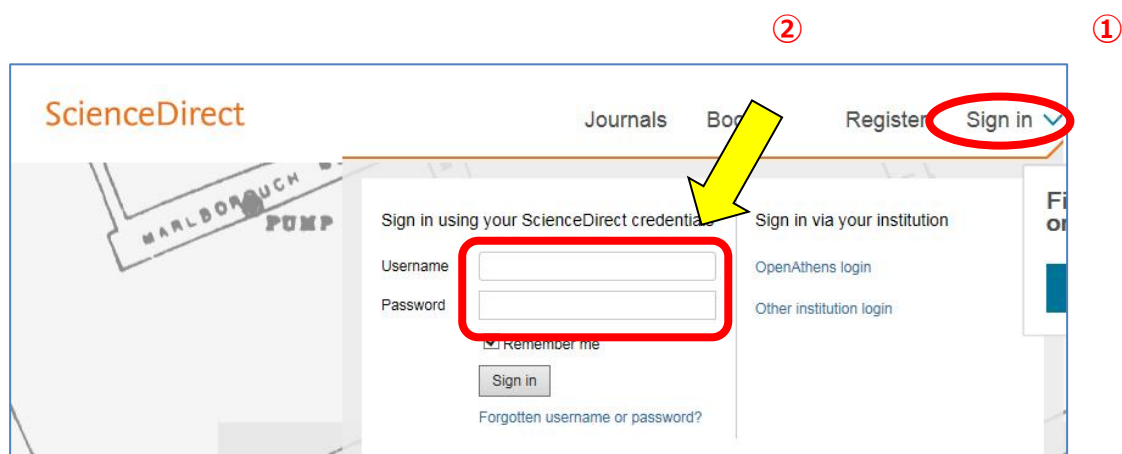 ② ①
ScienceDirect Journals Register Sign in
MARLBOROUGH
PUMP
Sign in using your ScienceDirect credentials Sign in via your institution
Username OpenAthens login
Password Other institution login
Remember me
Sign in
Forgotten username or password?